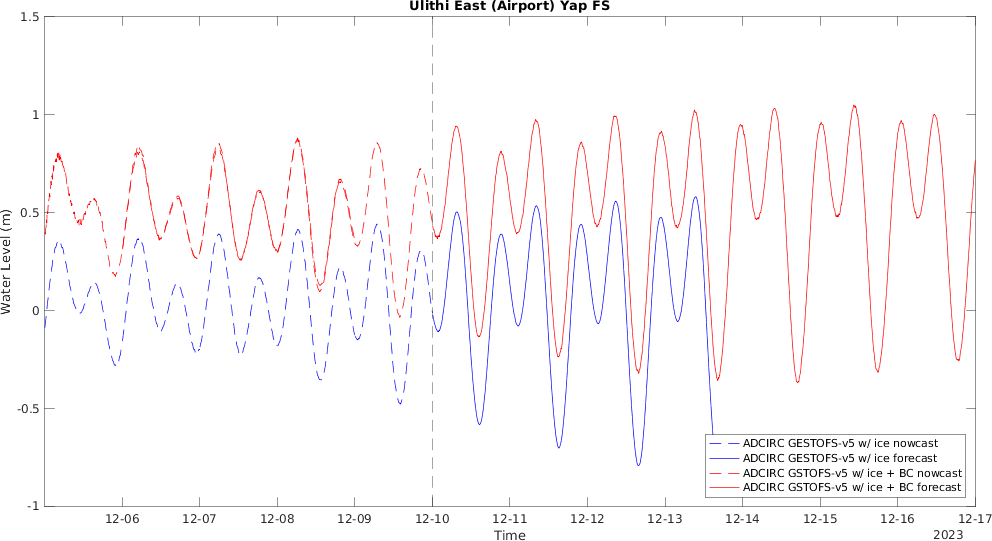 Ulithi East (Airport) Yap FS
1.5
1
0.5
0
-0.5
-1
Water Level (m)
12-06
12-07
12-08
12-09
12-10
12-11
12-12
12-13
12-14
12-15
12-16
12-17
Time
2023
ADCIRC GESTOFS-v5 w/ ice nowcast
ADCIRC GESTOFS-v5 w/ ice forecast
ADCIRC GSTOFS-v5 w/ ice + BC nowcast
ADCIRC GSTOFS-v5 w/ ice + BC forecast